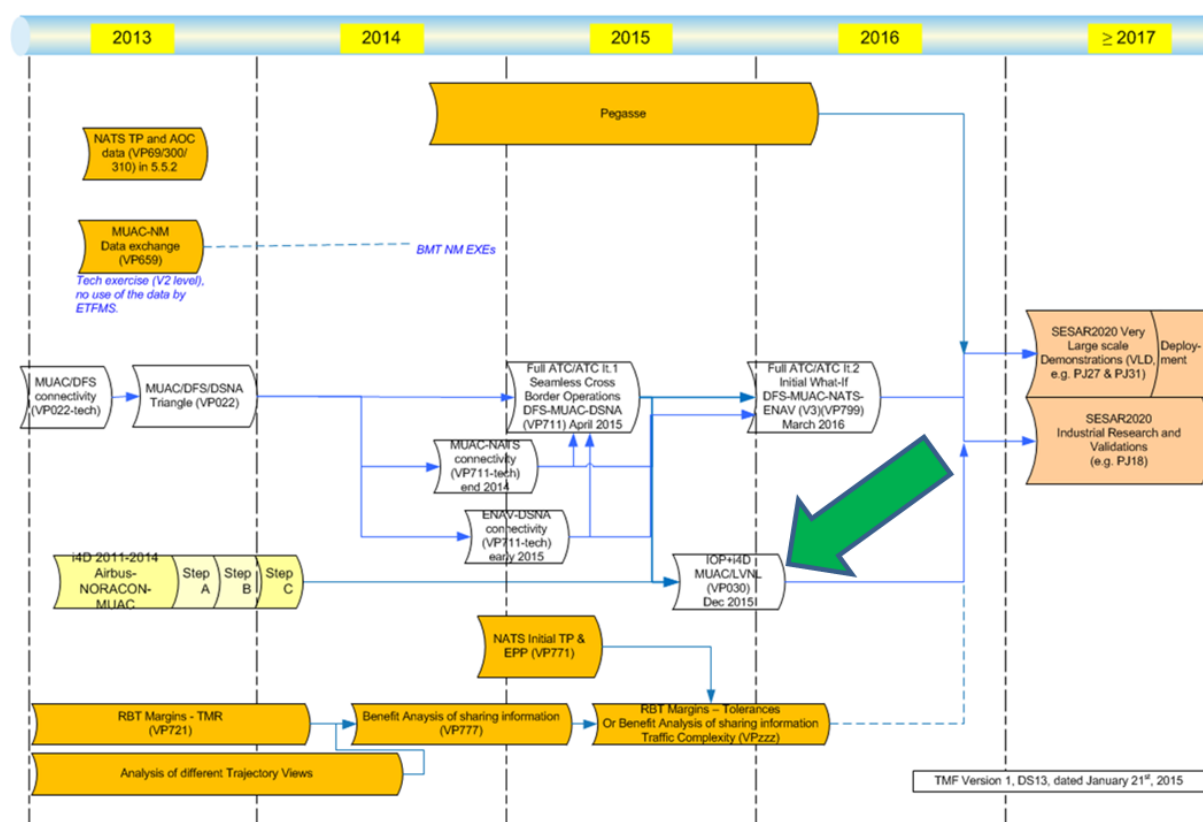 2013
2014
2015
2016
≥ 2017
Pegasse
NATS TP and AOC
data (VP69/300/
310) in 5.5.2
MUAC-NM
Data exchange
(VP659)
BMT NM EXEs
Tech exercise (V2 level),
no use of the data by
ETFMS.
MUAC/DFS
connectivity
(VP022-tech)
MUAC/DFS/DSNA
Triangle (VP022)
Full ATC/ATC It.1
Seamless Cross
Border Operations
DFS-MUAC-DSNA
(VP711) April 2015
Full ATC/ATC It.2
Initial What-If
DFS-MUAC-NATS-
ENAV (V3)(VP799)
March 2016
SESAR2020 Very
Large scale
Demonstrations (VLD,
e.g. PJ27 & PJ31)
Deploy-
ment
SESAR2020
Industrial Research and
Validations
(e.g. PJ18)
MUAC-NATS
connectivity
(VP711-tech)
end 2014
ENAV-DSNA
connectivity
(VP711-tech)
early 2015
i4D 2011-2014
Airbus-
NORACON-
MUAC
Step
A
Step
B
Step
C
IOP+i4D
MUAC/LVNL
(VP030)
Dec 2015
NATS Initial TP &
EPP (VP771)
RBT Margins - TMR
(VP721)
Benefit Analysis of sharing information
(VP777)
RBT Margins – Tolerances
Or Benefit Analysis of sharing information
Traffic Complexity (VPzzz)
Analysis of different Trajectory Views
TMF Version 1, DS13, dated January 21st, 2015